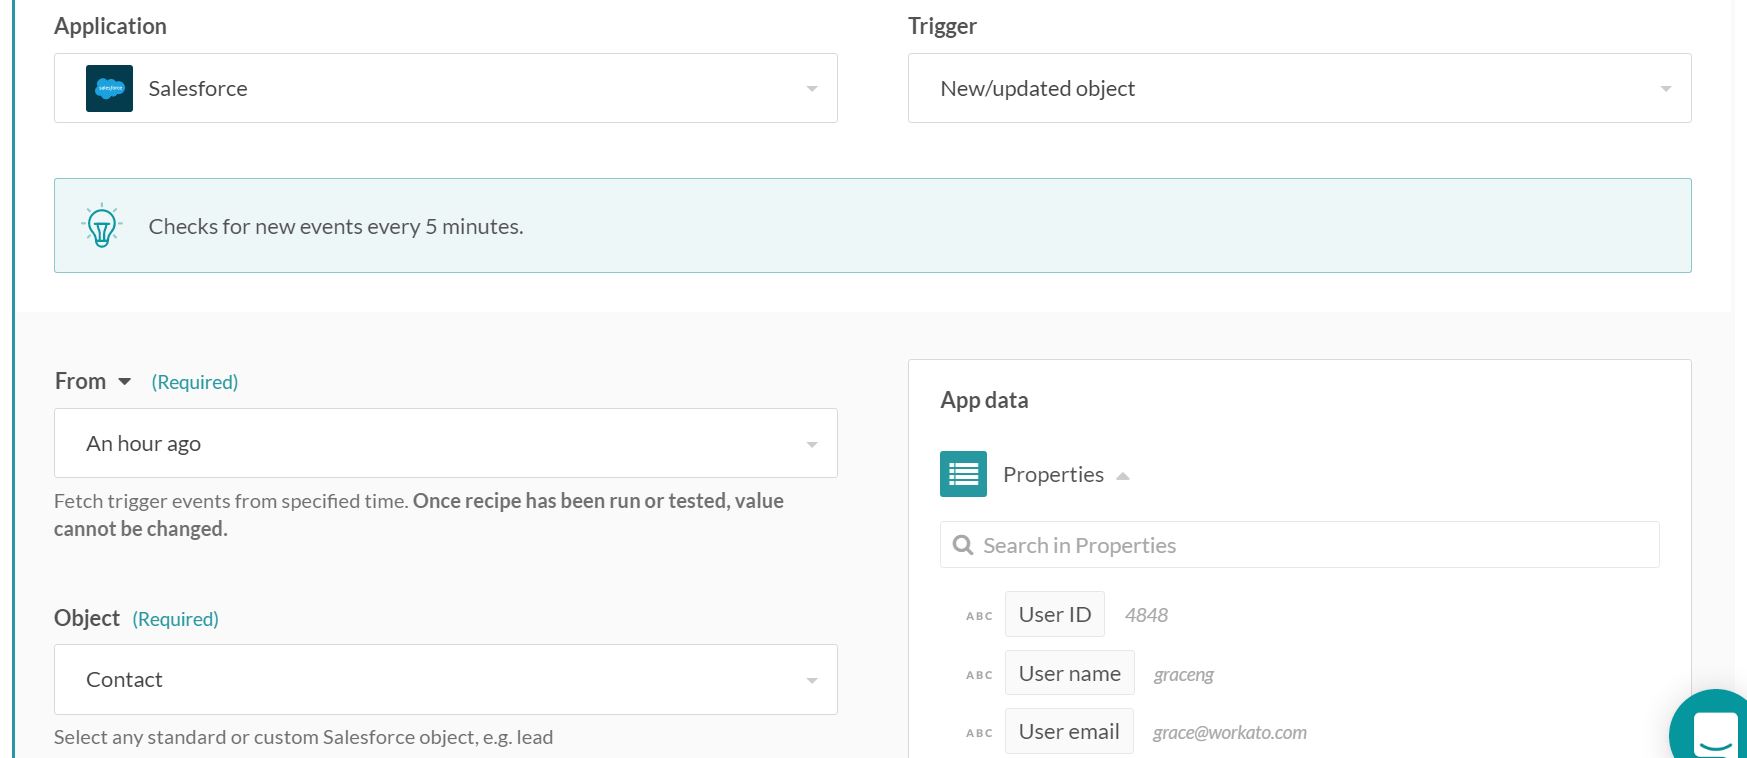 Application
Trigger
salesforce
Salesforce
New/updated object
Checks for new events every 5 minutes.
From
(Required)
An hour ago
Fetch trigger events from specified time. Once recipe has been run or tested, value
cannot be changed.
Object
(Required)
Contact
Select any standard or custom Salesforce object, e.g. lead
App data
Properties
Search in Properties
ABC User ID 4848
ABC User name graceng
ABC User email grace@workato.com